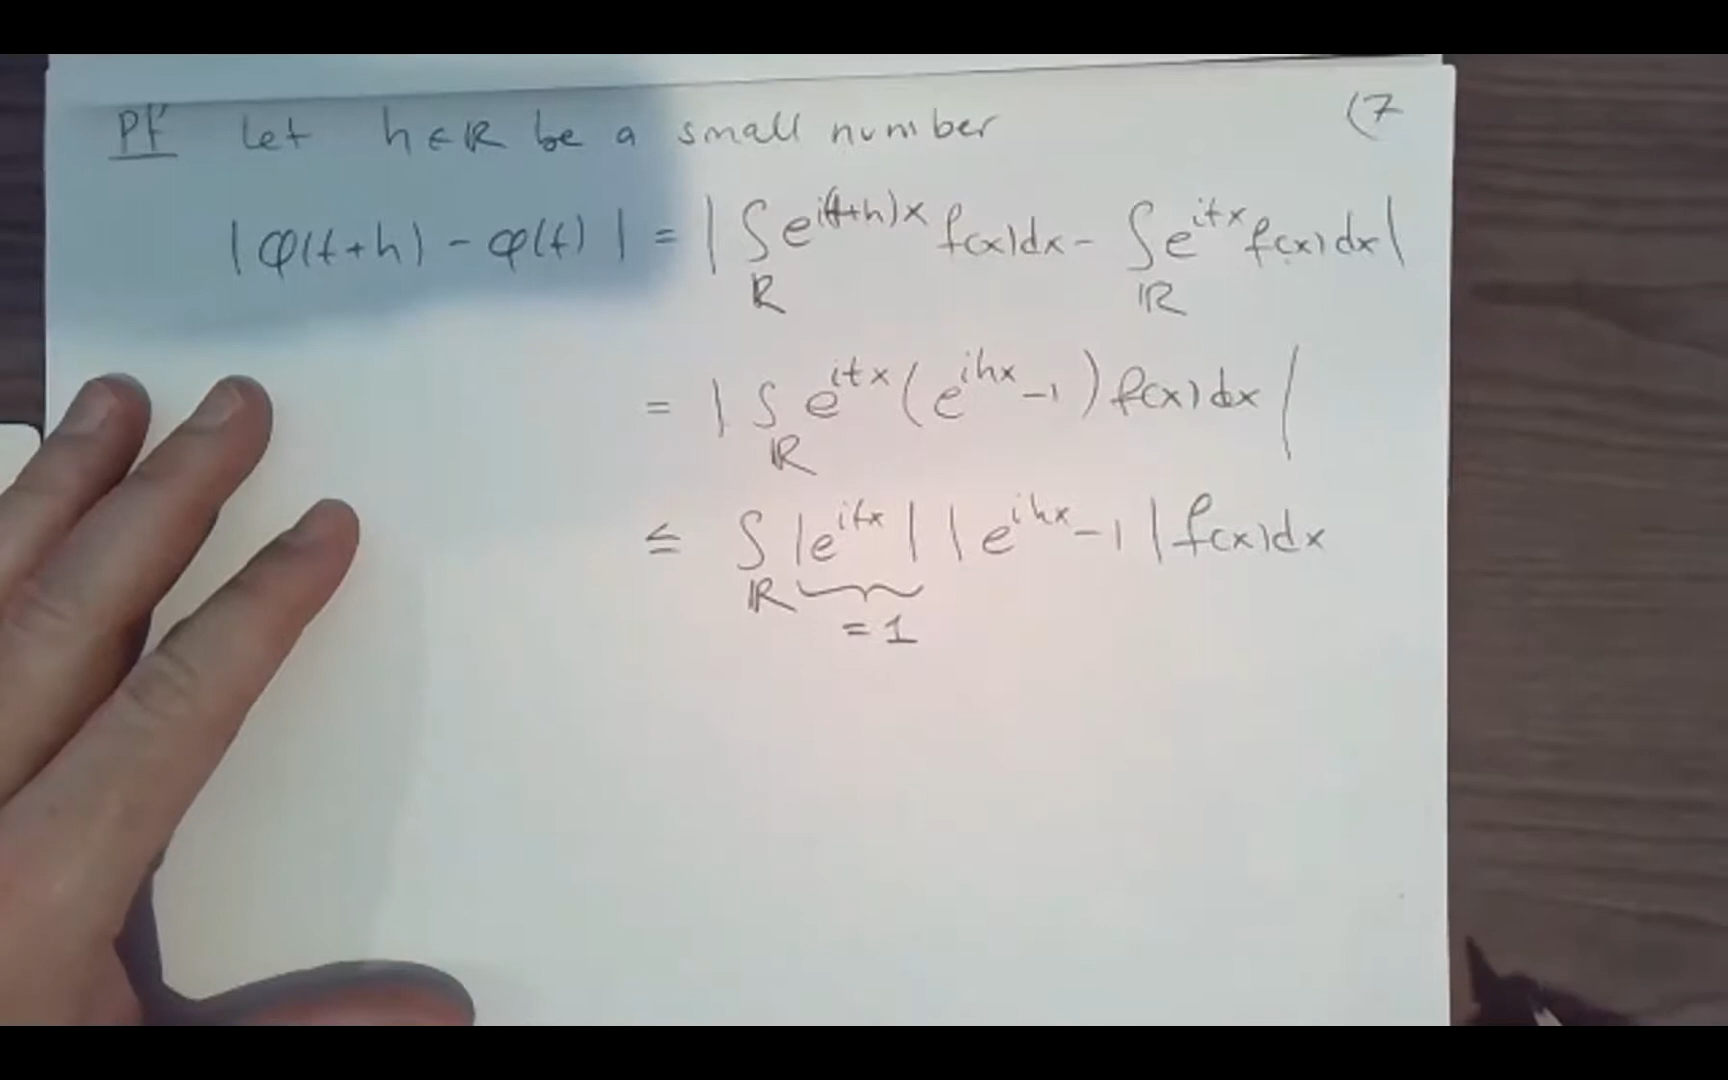 Pf Let h∈ℝ be a small number (7
|φ(t+h) - φ(t)| = |∫_ℝ e^{i(t+h)x} f(x)dx - ∫_ℝ e^{itx} f(x)dx|
= |∫_ℝ e^{itx} (e^{ihx} -1) f(x)dx|
≤ ∫_ℝ |e^{itx}| |e^{ihx} -1| f(x)dx
= 1